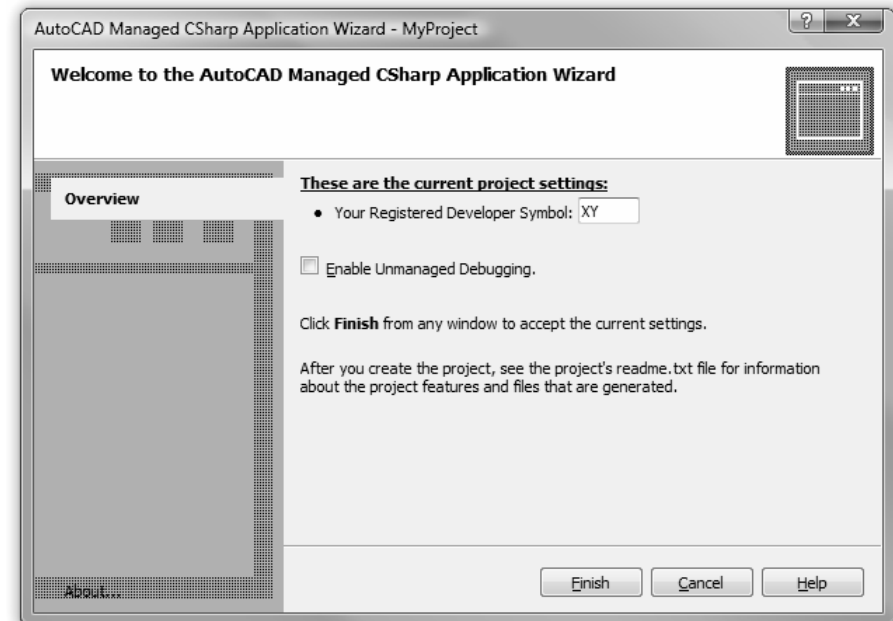 AutoCAD Managed CSharp Application Wizard - MyProject
?
X
Welcome to the AutoCAD Managed CSharp Application Wizard
Overview
These are the current project settings:
• Your Registered Developer Symbol: XY
Enable Unmanaged Debugging.
Click Finish from any window to accept the current settings.
After you create the project, see the project's readme.txt file for information
about the project features and files that are generated.
About...
Finish
Cancel
Help